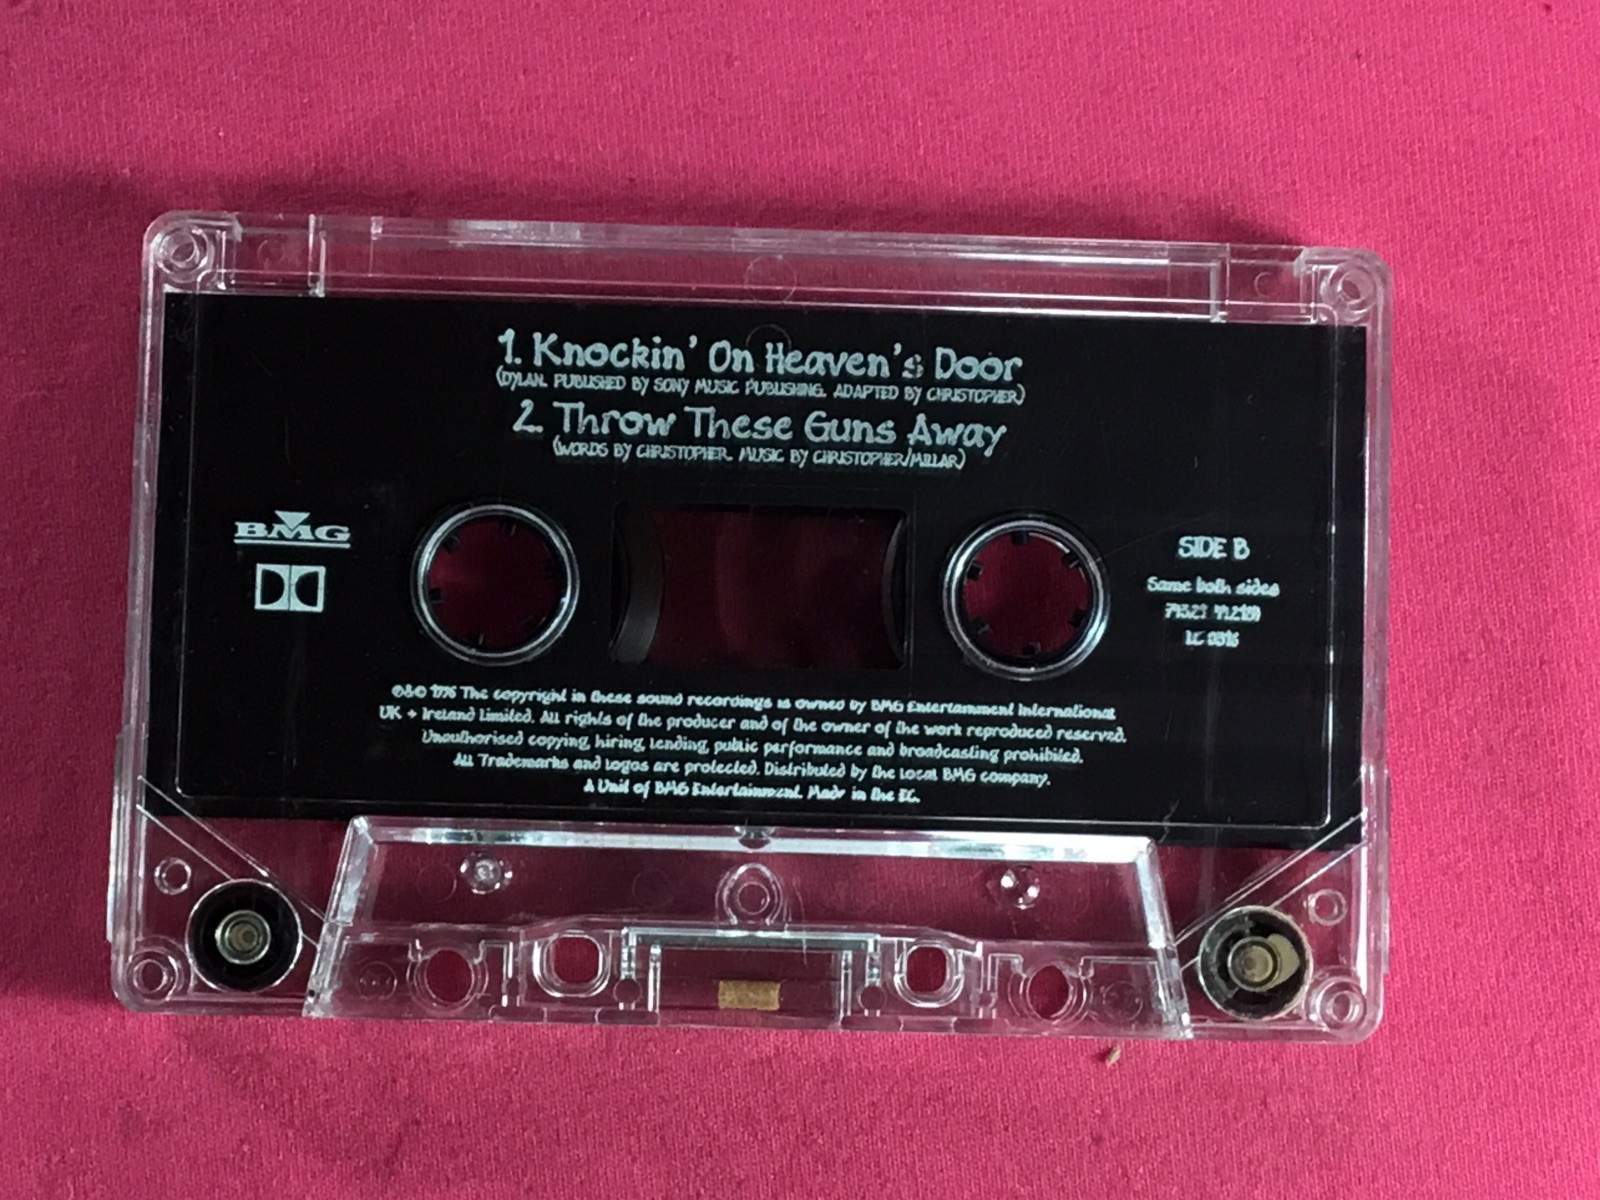 1. Knockin' On Heaven's Door
(DYLAN. PUBLISHED BY SONY MUSIC PUBLISHING. ADAPTED BY CHRISTOPHER)
2. Throw These Guns Away
(WORDS BY CHRISTOPHER. MUSIC BY CHRISTOPHER/MILLAR)
BMG
SIDE B
Same both sides
LC 0316
℗&© 1996 The copyright in these sound recordings is owned by BMG Entertainment International
UK + Ireland Limited. All rights of the producer and of the owner of the work reproduced reserved.
Unauthorised copying, hiring, lending, public performance and broadcasting prohibited.
All Trademarks and logos are protected. Distributed by the local BMG company.
A Unit of BMG Entertainment. Made in the EC.